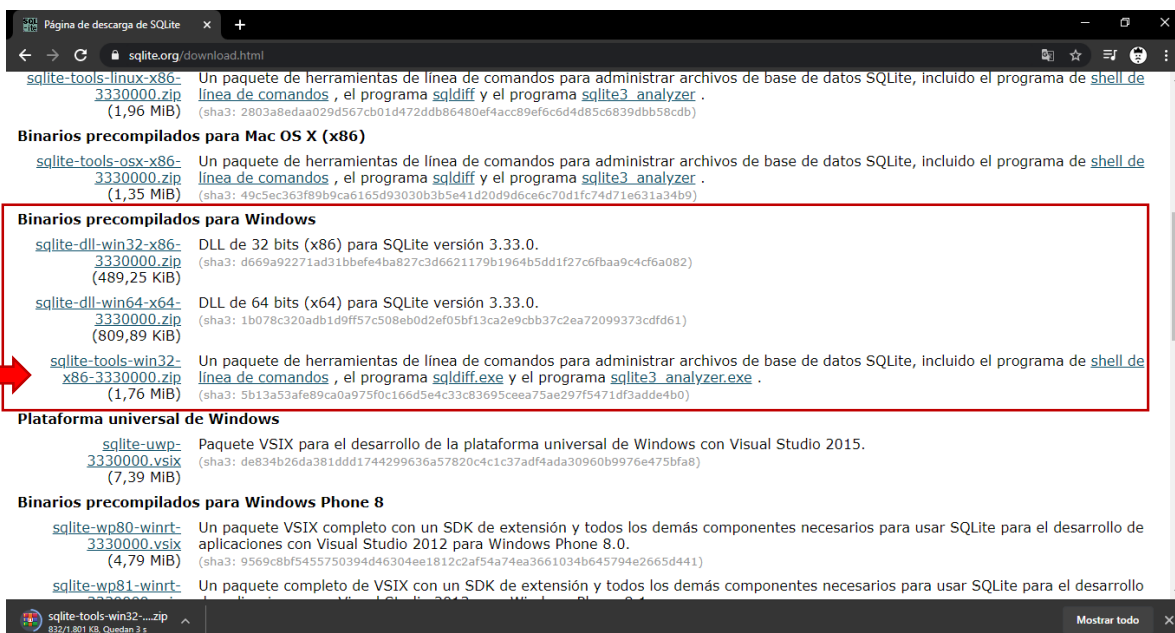 Página de descarga de SQLite
sqlite.org/download.html
sqlite-tools-linux-x86-
3330000.zip
(1,96 MiB)
Un paquete de herramientas de línea de comandos para administrar archivos de base de datos SQLite, incluido el programa de shell de
línea de comandos , el programa sqldiff y el programa sqlite3_analyzer .
(sha3: 2803a8edaa029d567cb01d472ddb86480ef4acc89ef6c6d4d85c6839dbb58cdb)
Binarios precompilados para Mac OS X (x86)
sqlite-tools-osx-x86-
3330000.zip
(1,35 MiB)
Un paquete de herramientas de línea de comandos para administrar archivos de base de datos SQLite, incluido el programa de shell de
línea de comandos , el programa sqldiff y el programa sqlite3_analyzer .
(sha3: 49c5ec363f89b9ca6165d93030b3b5e41d20d9d6ce6c70d1fc74d71e631a34b9)
Binarios precompilados para Windows
sqlite-dll-win32-x86-
3330000.zip
(489,25 KiB)
DLL de 32 bits (x86) para SQLite versión 3.33.0.
(sha3: d669a92271ad31bbefe4ba827c3d6621179b1964b5dd1f27c6fbaa9c4cf6a082)
sqlite-dll-win64-x64-
3330000.zip
(809,89 KiB)
DLL de 64 bits (x64) para SQLite versión 3.33.0.
(sha3: 1b078c320adb1d9ff57c508eb0d2ef05bf13ca2e9cbb37c2ea72099373cdfd61)
sqlite-tools-win32-
x86-3330000.zip
(1,76 MiB)
Un paquete de herramientas de línea de comandos para administrar archivos de base de datos SQLite, incluido el programa de shell de
línea de comandos , el programa sqldiff.exe y el programa sqlite3_analyzer.exe .
(sha3: 5b13a53afe89ca0a975f0c166d5e4c33c83695ceea75ae297f5471df3adde4b0)
Plataforma universal de Windows
sqlite-uwp-
3330000.vsix
(7,39 MiB)
Paquete VSIX para el desarrollo de la plataforma universal de Windows con Visual Studio 2015.
(sha3: de834b26da381ddd1744299636a57820c4c1c37adf4ada30960b9976e475bfa8)
Binarios precompilados para Windows Phone 8
sqlite-wp80-winrt-
3330000.vsix
(4,79 MiB)
Un paquete VSIX completo con un SDK de extensión y todos los demás componentes necesarios para usar SQLite para el desarrollo de
aplicaciones con Visual Studio 2012 para Windows Phone 8.0.
(sha3: 9569c8bf5455750394d46304ee1812c2af54a74ea3661034b645794e2665d441)
sqlite-wp81-winrt-
Un paquete completo de VSIX con un SDK de extensión y todos los demás componentes necesarios para usar SQLite para el desarrollo
sqlite-tools-win32-....zip
832/1.801 KB, Quedan 3 s
Mostrar todo